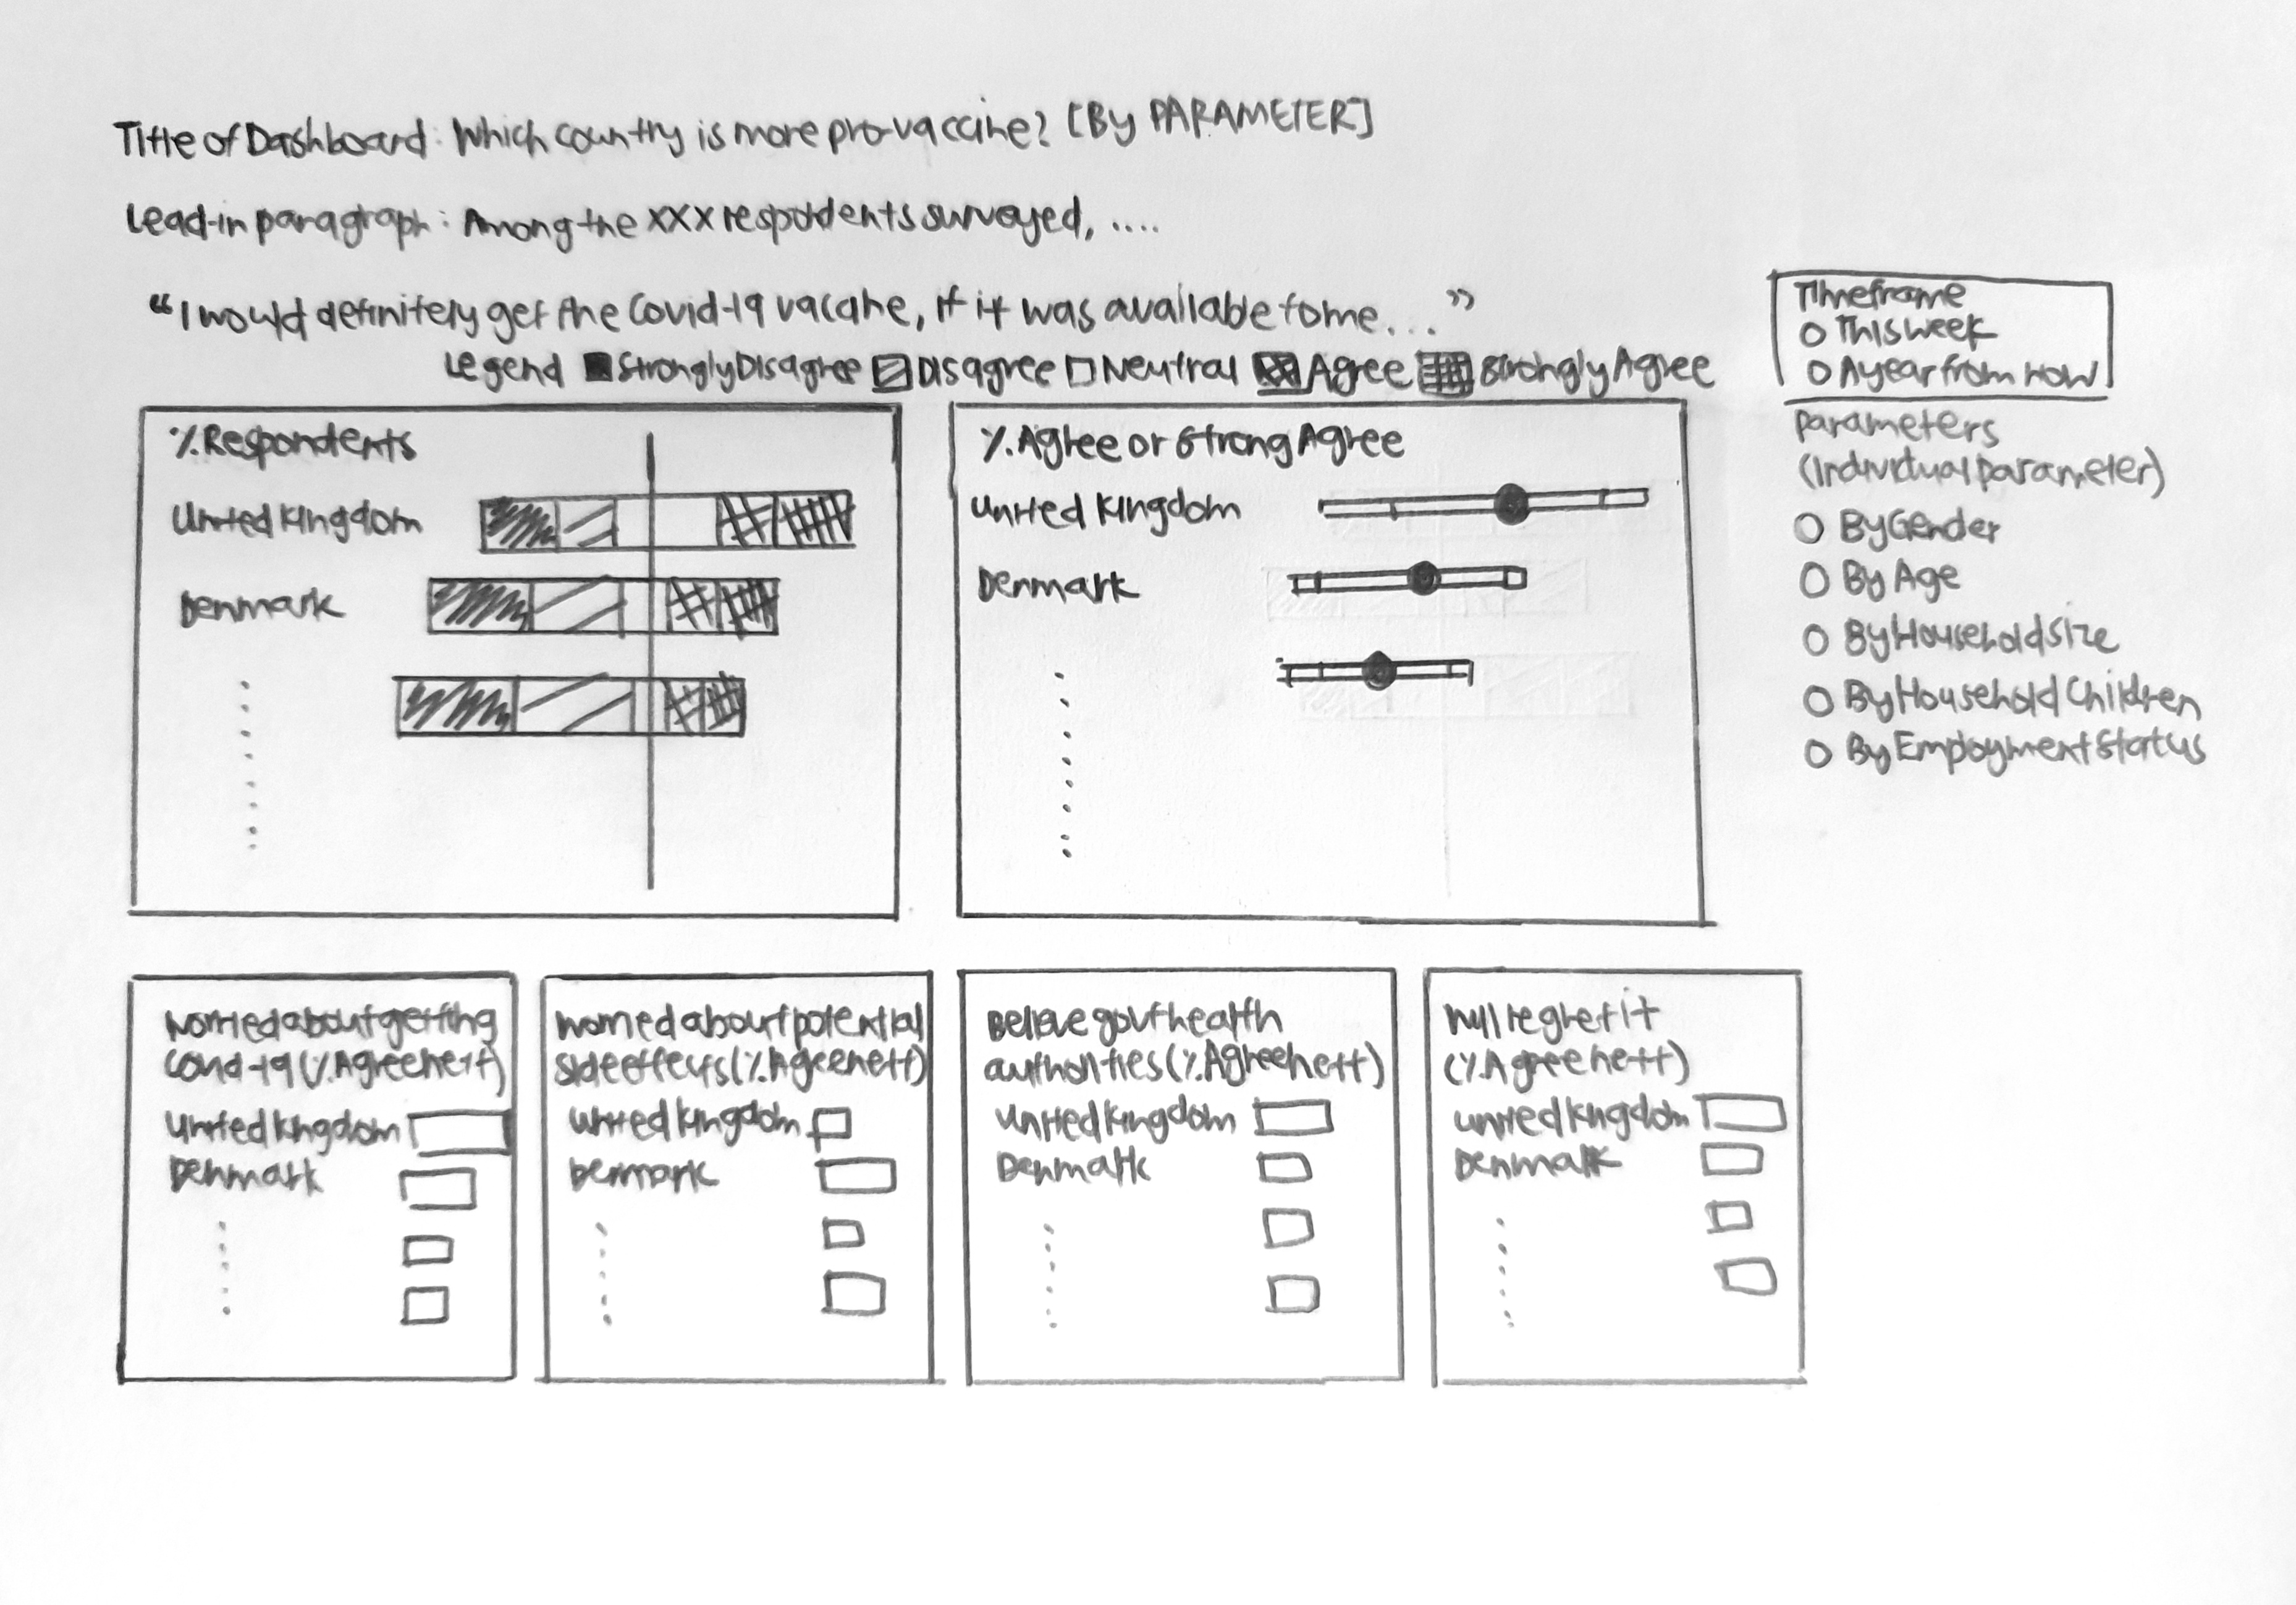 Title of Dashboard: Which country is more pro-vaccine? [By PARAMETER]
Lead-in paragraph: Among the XXX respondents surveyed, ....
"I would definitely get the Covid-19 vaccine, if it was available to me..."
Legend Strongly Disagree Disagree Neutral Agree Strongly Agree
Timeframe
This week
A year from now
Parameters
(Individual parameter)
By Gender
By Age
By Household size
By Household Children
By Employment Status
% Respondents
United Kingdom
Denmark
% Agree or Strong Agree
United Kingdom
Denmark
Worried about getting
Covid-19 (% Agree nett)
United Kingdom
Denmark
Worried about potential
side effects (% Agree nett)
United Kingdom
Denmark
Believe govt health
authorities (% Agree nett)
United Kingdom
Denmark
Will regret it
(% Agree nett)
United Kingdom
Denmark